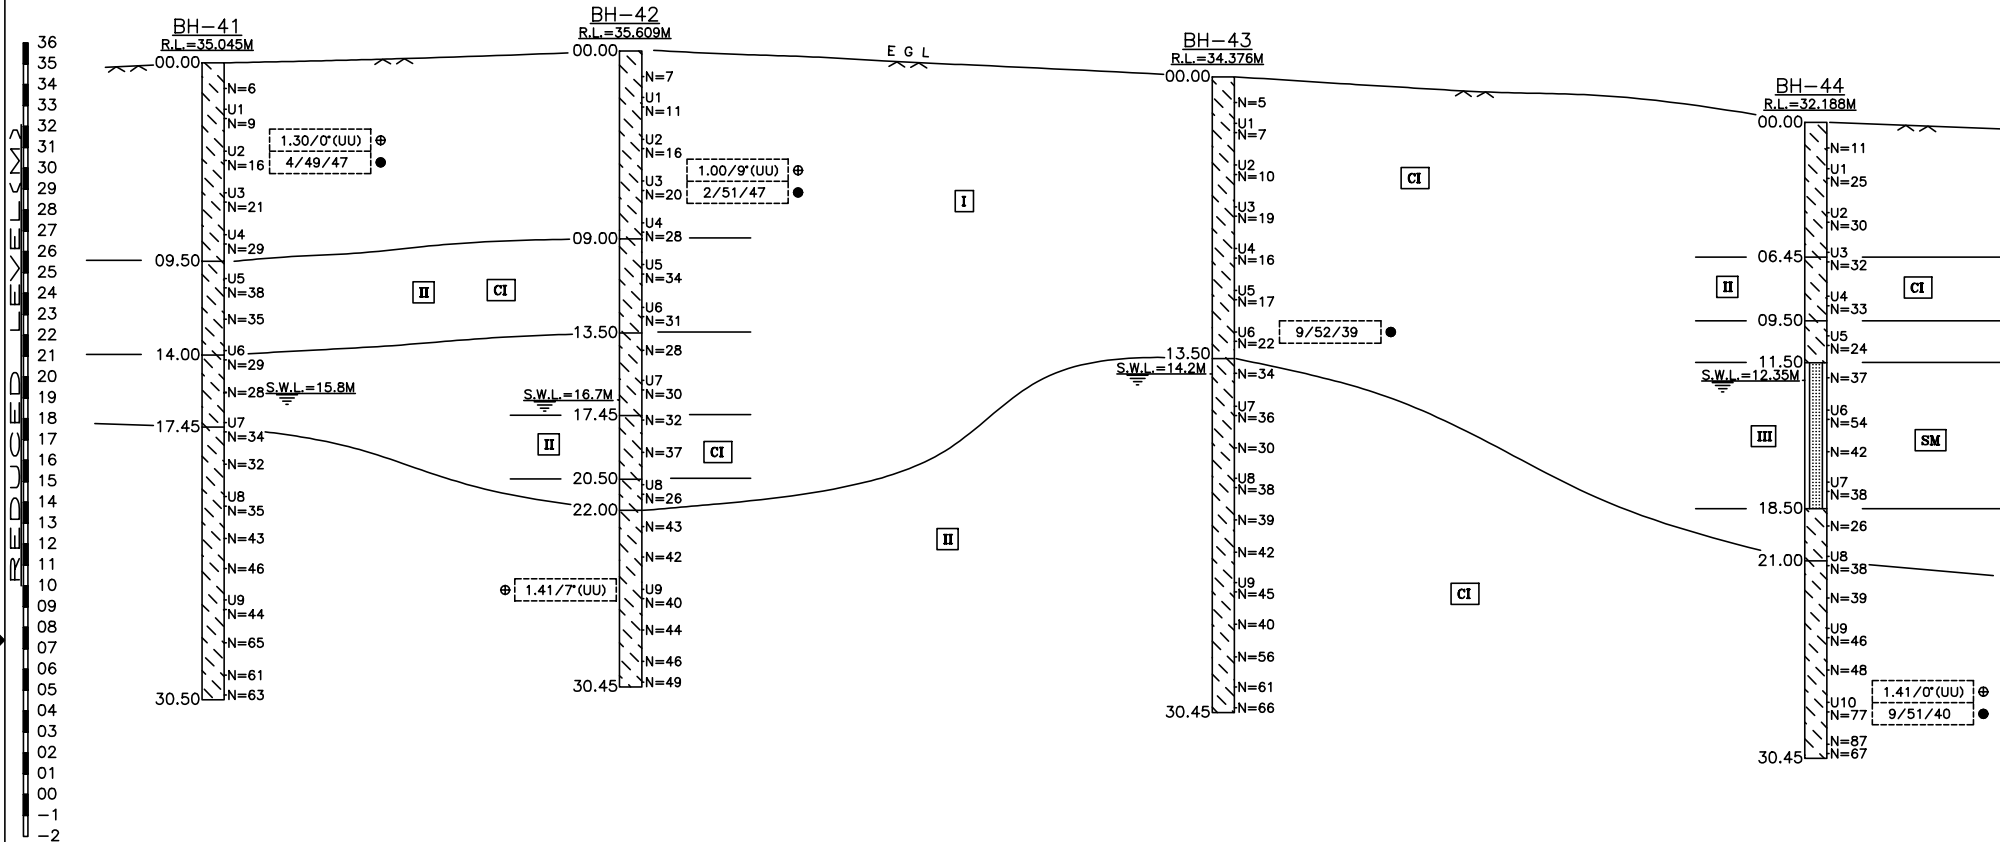 REDUCED LEVEL (M)
36
35
34
33
32
31
30
29
28
27
26
25
24
23
22
21
20
19
18
17
16
15
14
13
12
11
10
09
08
07
06
05
04
03
02
01
00
-1
-2
BH-41
R.L.=35.045M
00.00
N=6
U1
N=9
U2
N=16
1.30/0°(UU)
4/49/47
U3
N=21
U4
N=29
09.50
U5
N=38
N=35
14.00
U6
N=29
N=28
S.W.L.=15.8M
17.45
U7
N=34
N=32
U8
N=35
N=43
N=46
U9
N=44
N=65
N=61
N=63
30.50
II
CI
BH-42
R.L.=35.609M
00.00
N=7
U1
N=11
U2
N=16
U3
N=20
1.00/9°(UU)
2/51/47
U4
09.00
N=28
U5
N=34
U6
N=31
13.50
N=28
U7
N=30
S.W.L.=16.7M
17.45
N=32
II
N=37
CI
20.50
U8
N=26
22.00
N=43
N=42
1.41/7°(UU)
U9
N=40
N=44
N=46
N=49
30.45
E G L
I
II
BH-43
R.L.=34.376M
00.00
N=5
U1
N=7
U2
N=10
CI
U3
N=19
U4
N=16
U5
N=17
U6
N=22
9/52/39
13.50
S.W.L.=14.2M
N=34
U7
N=36
N=30
U8
N=38
N=39
N=42
U9
N=45
CI
N=40
N=56
N=61
N=66
30.45
BH-44
R.L.=32.188M
00.00
N=11
U1
N=25
U2
N=30
U3
06.45
N=32
II
CI
U4
N=33
09.50
U5
N=24
11.50
S.W.L.=12.35M
N=37
U6
N=54
III
SM
N=42
U7
N=38
18.50
N=26
U8
21.00
N=38
N=39
U9
N=46
N=48
1.41/0°(UU)
U10
N=77
9/51/40
N=87
N=67
30.45